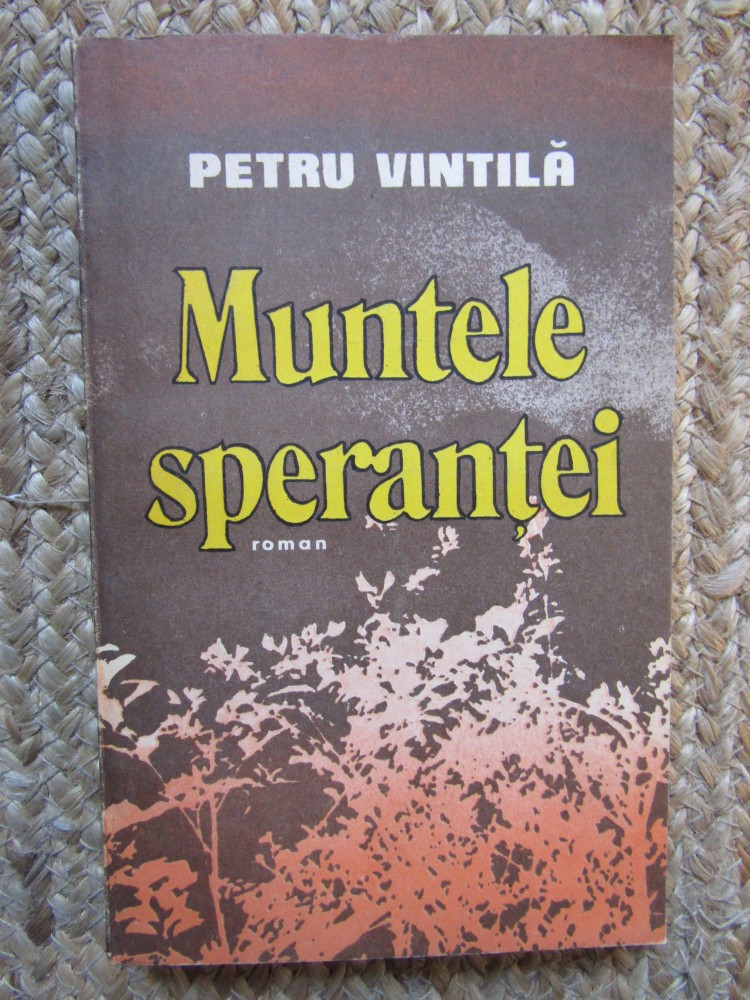 PETRU VINTILĂ
Muntele
speranței
roman